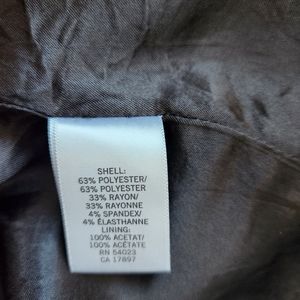 SHELL:
63% POLYESTER/
63% POLYESTER
33% RAYON/
33% RAYONNE
4% SPANDEX/
4% ÉLASTHANNE
LINING:
100% ACETAT/
100% ACÉTATE
RN 54023
CA 17897